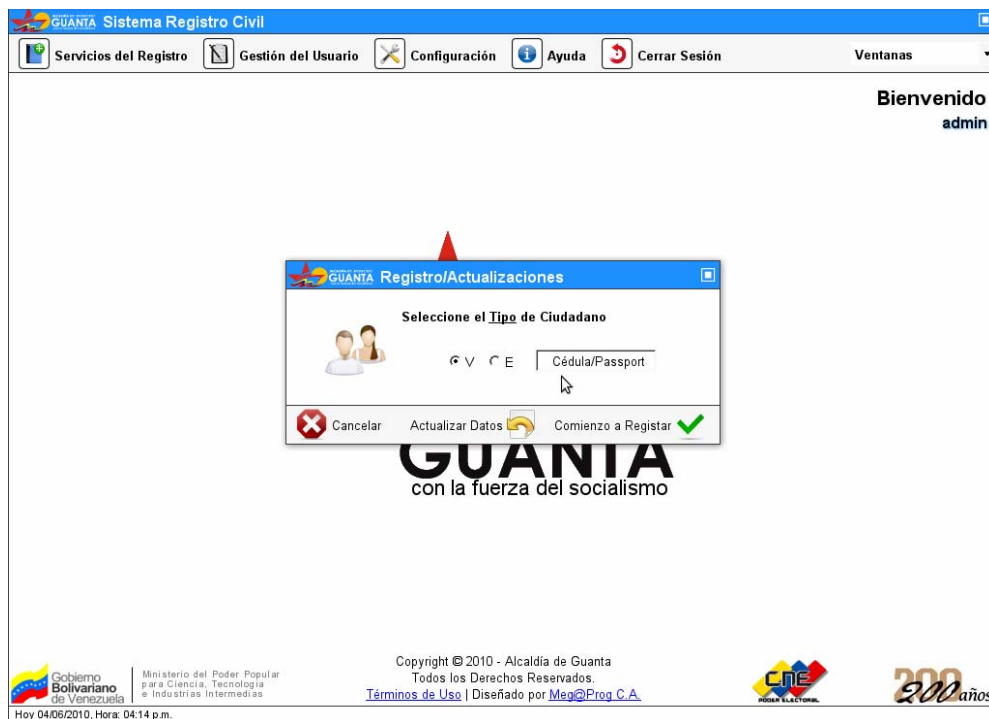 GUANTA Sistema Registro Civil
Servicios del Registro Gestión del Usuario Configuración Ayuda Cerrar Sesión Ventanas
Bienvenido
admin
GUANTA Registro/Actualizaciones
Seleccione el Tipo de Ciudadano
V E Cédula/Passport
Cancelar Actualizar Datos Comienzo a Registar
GUANTA
con la fuerza del socialismo
Gobierno
Bolivariano
de Venezuela
Ministerio del Poder Popular
para Ciencia, Tecnología
e Industrias Intermedias
Copyright © 2010 - Alcaldía de Guanta
Todos los Derechos Reservados.
Términos de Uso | Diseñado por Meg@Prog C.A.
CNE
PODER ELECTORAL
200 años
Hoy 04/06/2010, Hora: 04:14 p.m.